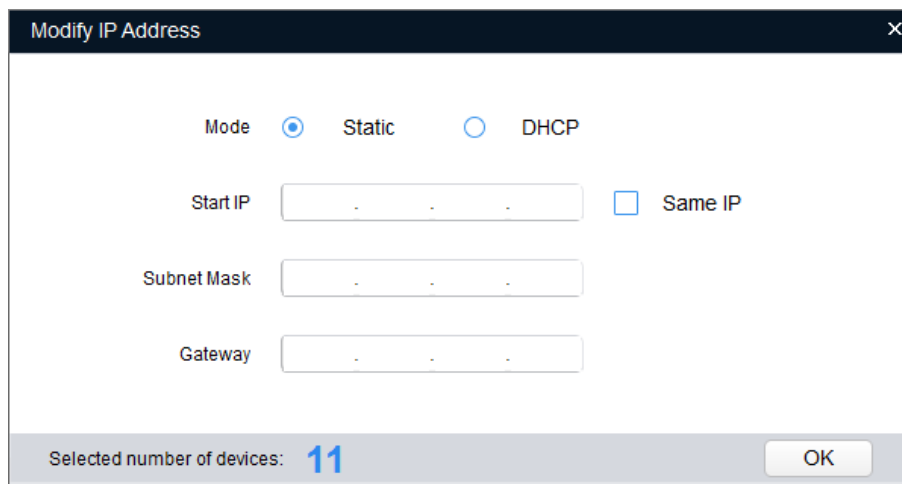 Modify IP Address
Mode Static DHCP
Start IP . . . Same IP
Subnet Mask . . .
Gateway . . .
Selected number of devices: 11 OK